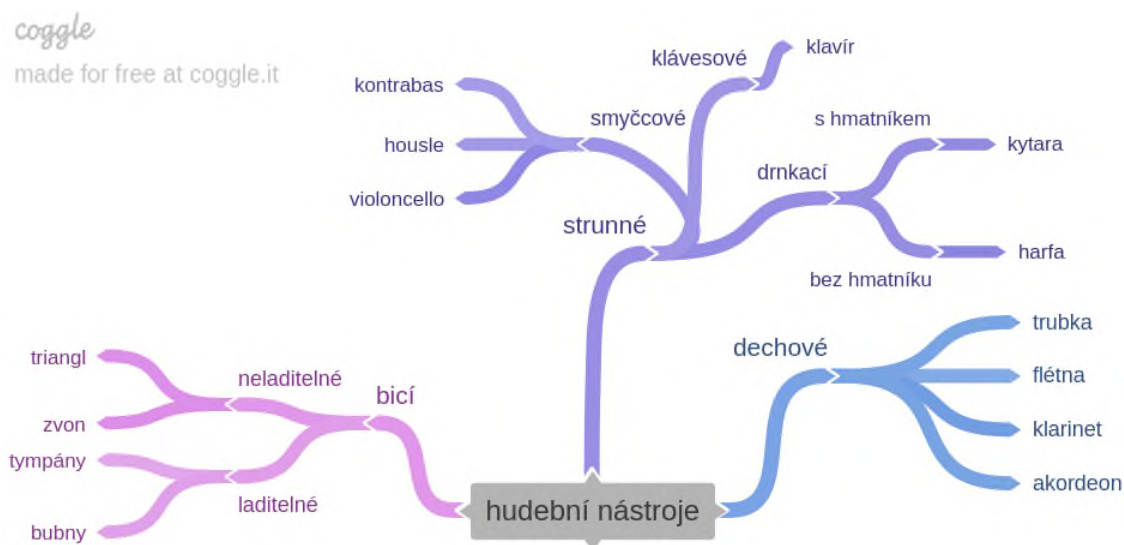 coggle
made for free at coggle.it
hudební nástroje
strunné
smyčcové
kontrabas
housle
violoncello
klávesové
klavír
drnkací
s hmatníkem
kytara
bez hmatníku
harfa
dechové
trubka
flétna
klarinet
akordeon
bicí
neladitelné
triangl
zvon
laditelné
tympány
bubny